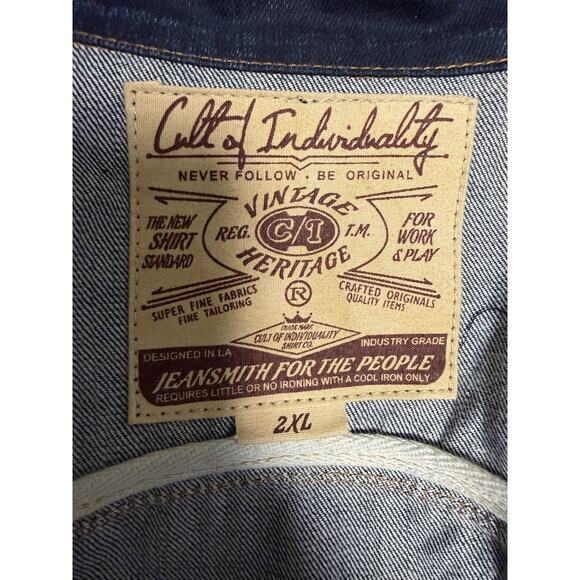 Cult of Individuality
NEVER FOLLOW . BE ORIGINAL
VINTAGE
REG. C/I T.M.
HERITAGE
THE NEW
SHIRT
STANDARD
FOR
WORK
& PLAY
SUPER FINE FABRICS
FINE TAILORING
R
CRAFTED ORIGINALS
QUALITY ITEMS
TRADE MARK
CULT OF INDIVIDUALITY
SHIRT CO.
DESIGNED IN LA
INDUSTRY GRADE
JEANSMITH FOR THE PEOPLE
REQUIRES LITTLE OR NO IRONING WITH A COOL IRON ONLY
2XL